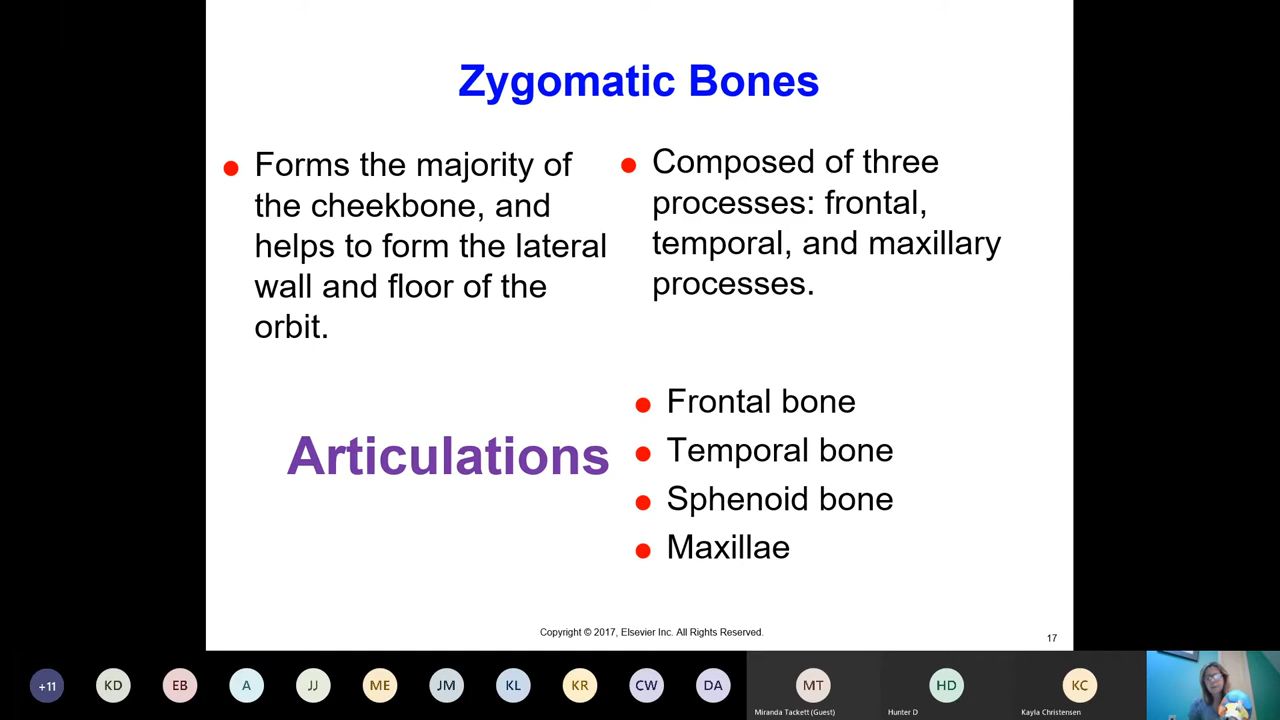 Zygomatic Bones
Forms the majority of
the cheekbone, and
helps to form the lateral
wall and floor of the
orbit.
Composed of three
processes: frontal,
temporal, and maxillary
processes.
Articulations
Frontal bone
Temporal bone
Sphenoid bone
Maxillae
Copyright © 2017, Elsevier Inc. All Rights Reserved.
17
+11
KD
EB
A
JJ
ME
JM
KL
KR
CW
DA
MT
HD
KC
Miranda Tackett (Guest)
Hunter D
Kayla Christensen